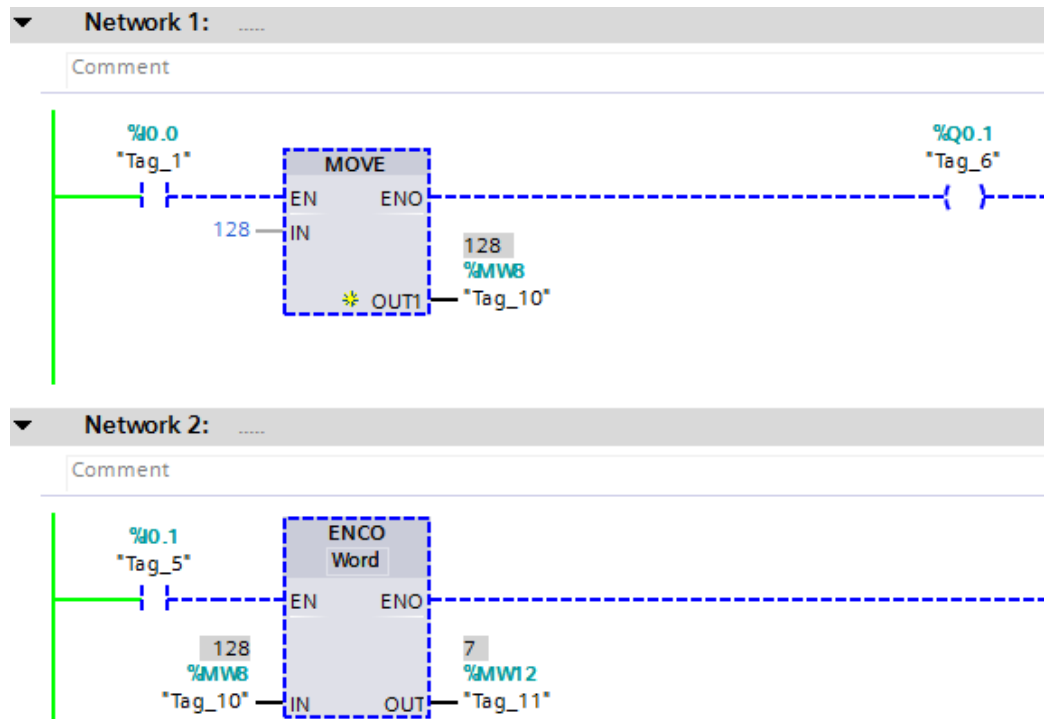 Network 1: .....
Comment
%I0.0
"Tag_1"
%Q0.1
"Tag_6"
MOVE
EN ENO
128 IN
128
%MW8
OUT1 "Tag_10"
Network 2: .....
Comment
%I0.1
"Tag_5"
ENCO
Word
EN ENO
128 7
%MW8 %MW12
"Tag_10" IN OUT "Tag_11"